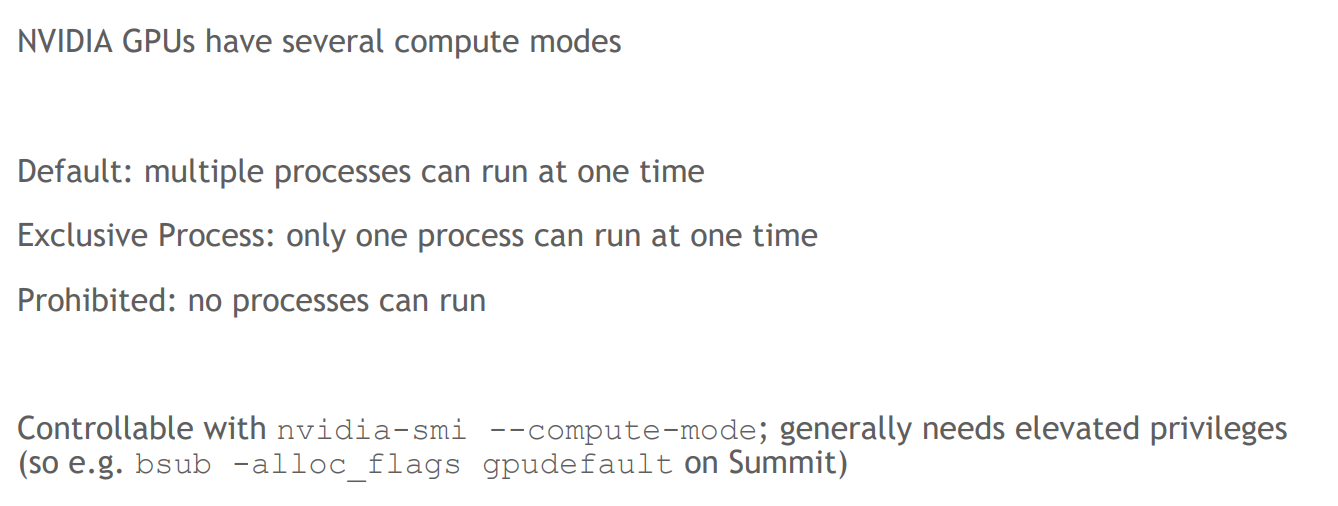 NVIDIA GPUs have several compute modes
Default: multiple processes can run at one time
Exclusive Process: only one process can run at one time
Prohibited: no processes can run
Controllable with nvidia-smi --compute-mode; generally needs elevated privileges
(so e.g. bsub -alloc_flags gpudefault on Summit)